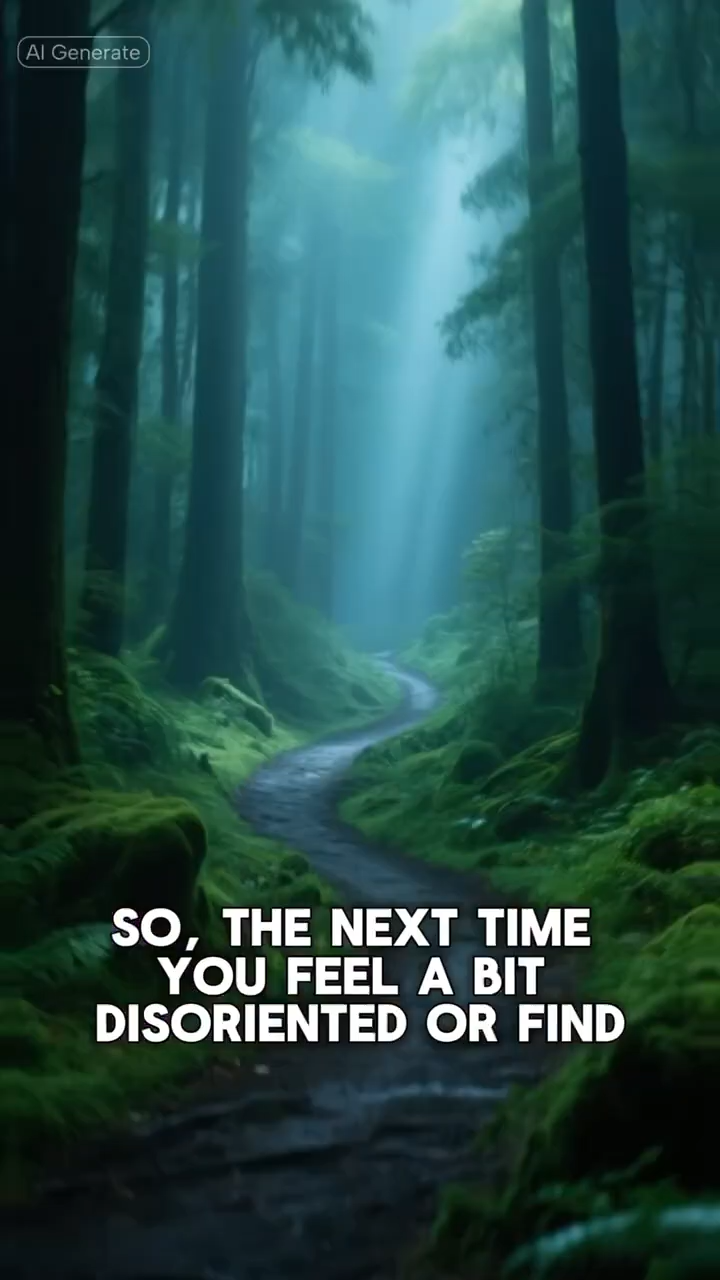 AI Generate
SO, THE NEXT TIME
YOU FEEL A BIT
DISORIENTED OR FIND